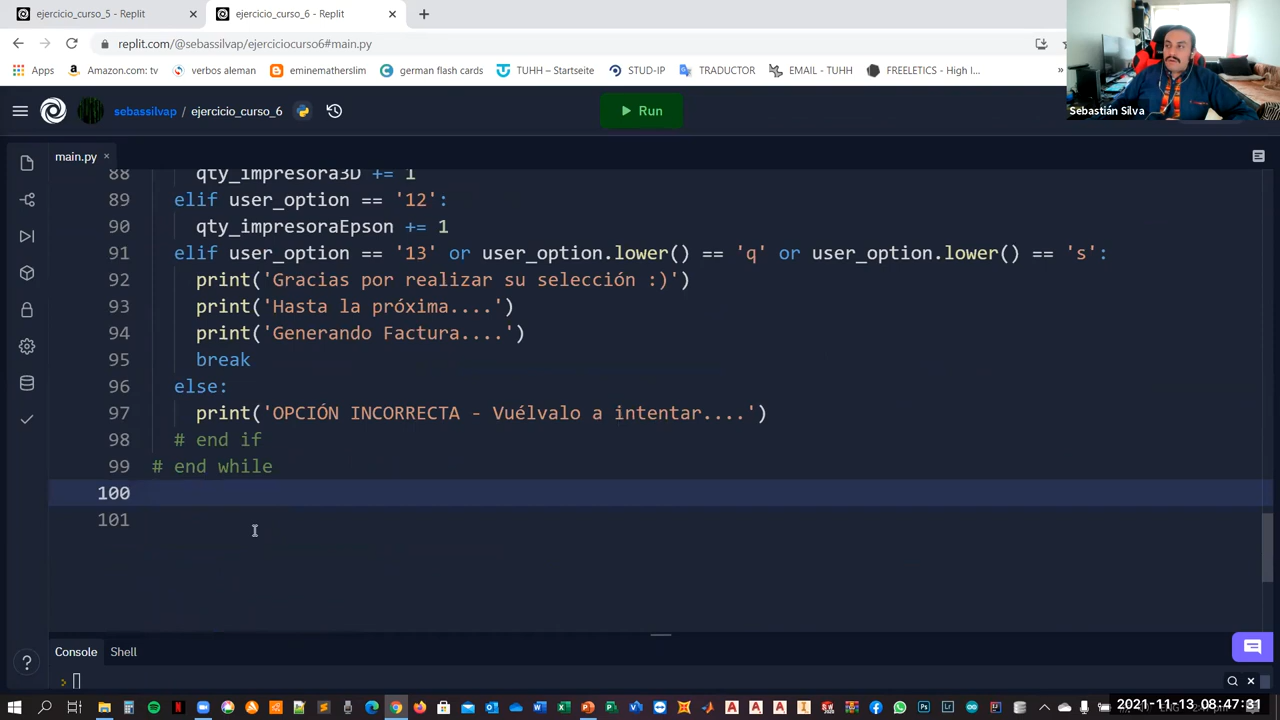 ejercicio_curso_5 - Replit
ejercicio_curso_6 - Replit
replit.com/@sebassilvap/ejerciciocurso6#main.py
Apps
Amazon.com: tv
verbos aleman
eminematherslim
german flash cards
TUHH – Startseite
STUD-IP
TRADUCTOR
EMAIL - TUHH
FREELETICS - High I...
Sebastián Silva
sebassilvap / ejercicio_curso_6
Run
main.py
88 qty_impresora3D += 1
89 elif user_option == '12':
90 qty_impresoraEpson += 1
91 elif user_option == '13' or user_option.lower() == 'q' or user_option.lower() == 's':
92 print('Gracias por realizar su selección :)')
93 print('Hasta la próxima....')
94 print('Generando Factura....')
95 break
96 else:
97 print('OPCIÓN INCORRECTA - Vuélvalo a intentar....')
98 # end if
99 # end while
100
101
Console Shell
2021-11-13 08:47:31